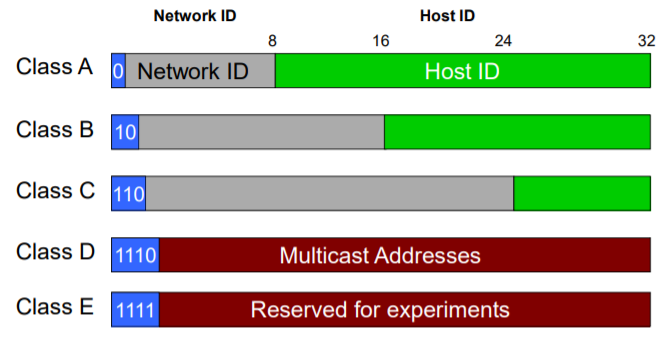 Network ID Host ID
8 16 24 32
Class A 0 Network ID Host ID
Class B 10
Class C 110
Class D 1110 Multicast Addresses
Class E 1111 Reserved for experiments